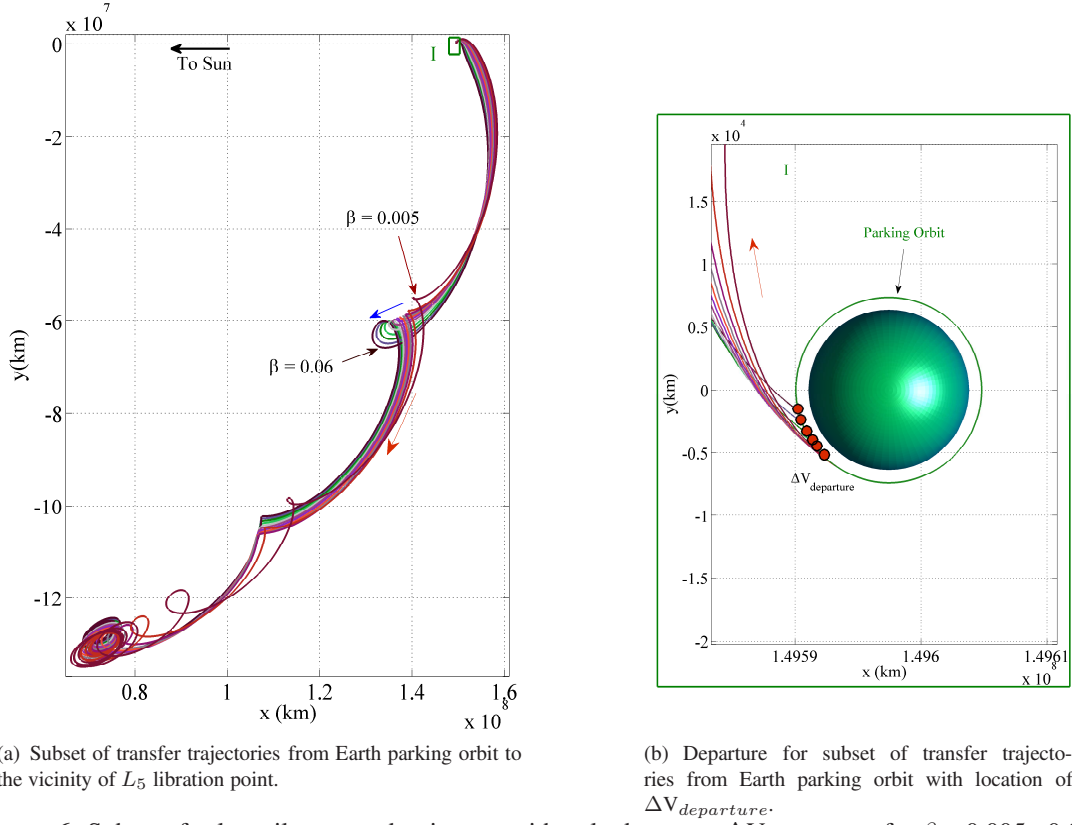 x 10^7
0
-2
-4
-6
-8
-10
-12
y(km)
To Sun
I
β = 0.005
β = 0.06
0.8 1 1.2 1.4 1.6
x (km)
x 10^8
(a) Subset of transfer trajectories from Earth parking orbit to
the vicinity of L_5 libration point.
x 10^4
I
1.5
1
0.5
0
-0.5
-1
-1.5
-2
y(km)
Parking Orbit
ΔV_departure
1.4959 1.496 1.4961
x (km)
x 10^8
(b) Departure for subset of transfer trajecto-
ries from Earth parking orbit with location of
ΔV_departure.